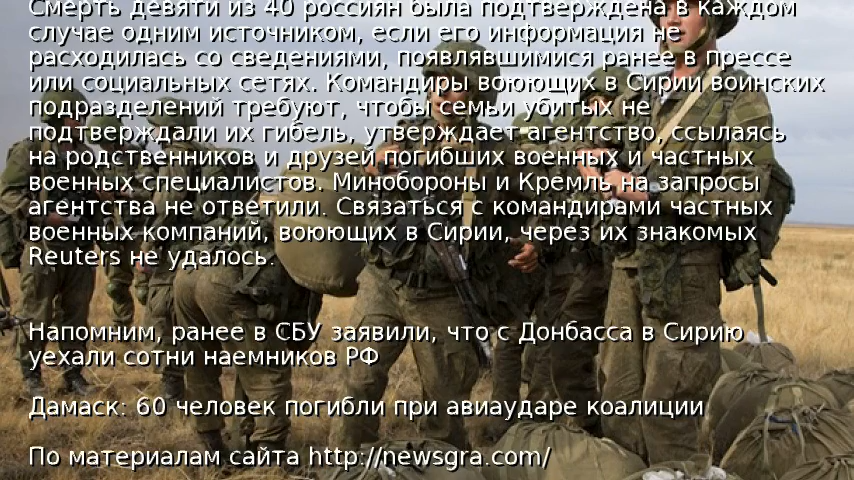 Смерть девяти из 40 россиян была подтверждена в каждом
случае одним источником, если его информация не
расходилась со сведениями, появлявшимися ранее в прессе
или социальных сетях. Командиры воюющих в Сирии воинских
подразделений требуют, чтобы семьи убитых не
подтверждали их гибель, утверждает агентство, ссылаясь
на родственников и друзей погибших военных и частных
военных специалистов. Минобороны и Кремль на запросы
агентства не ответили. Связаться с командирами частных
военных компаний, воюющих в Сирии, через их знакомых
Reuters не удалось.
Напомним, ранее в СБУ заявили, что с Донбасса в Сирию
уехали сотни наемников РФ
Дамаск: 60 человек погибли при авиаударе коалиции
По материалам сайта http://newsgra.com/